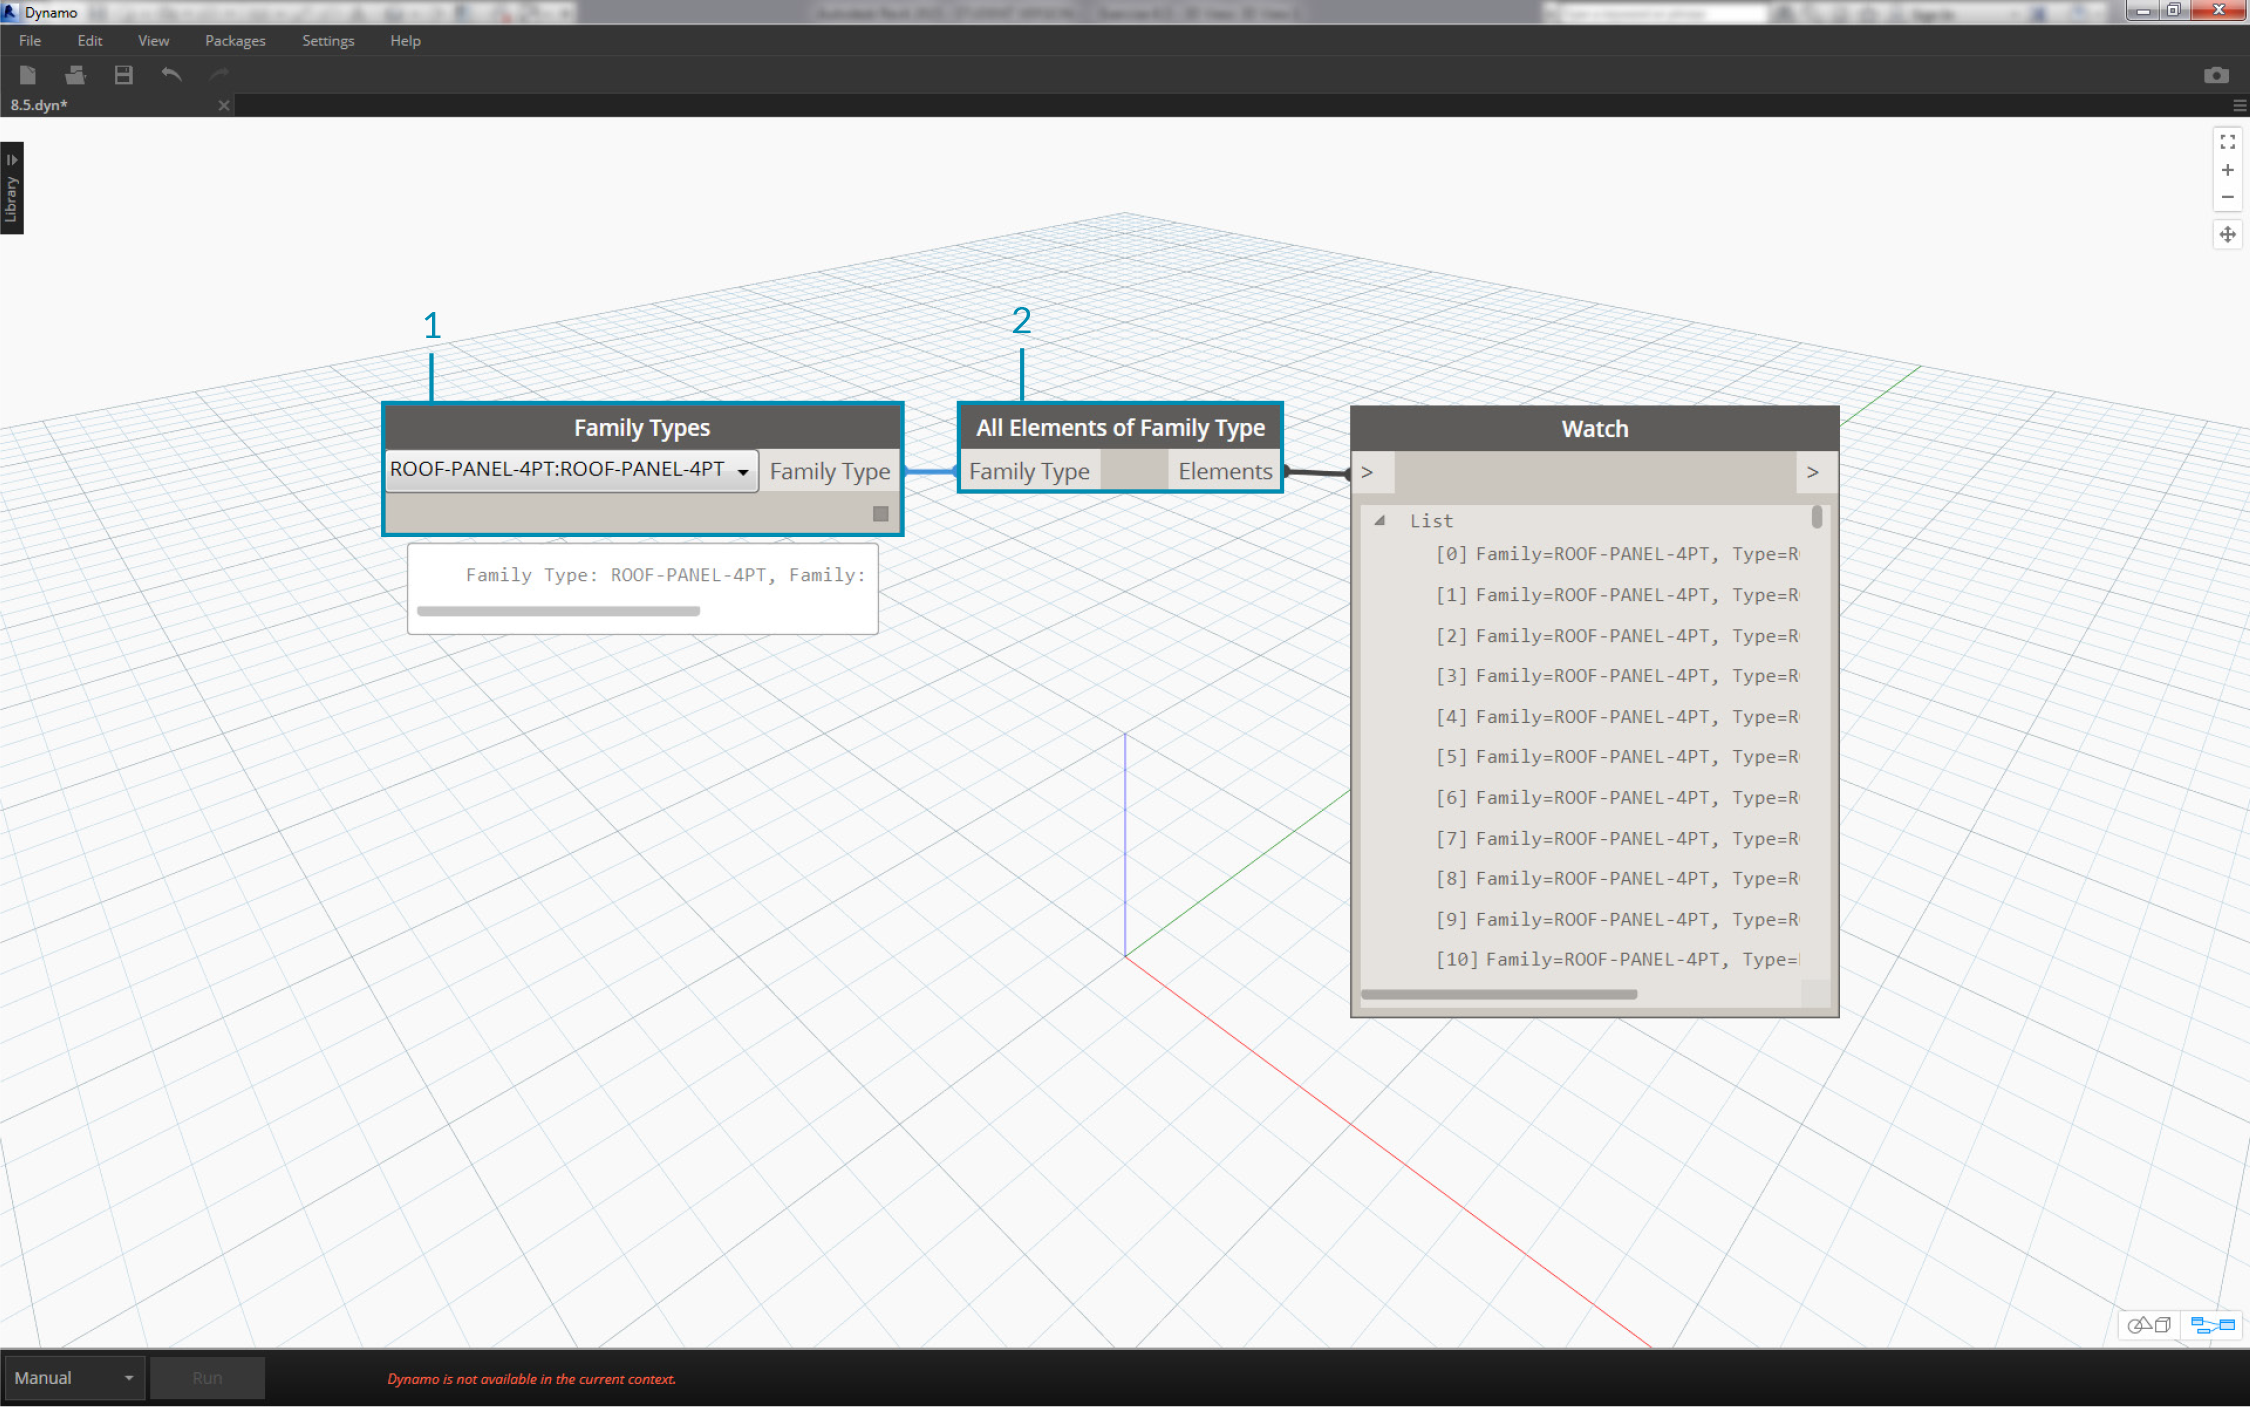 Dynamo
File Edit View Packages Settings Help
8.5.dyn*
Library
1
2
Family Types
ROOF-PANEL-4PT:ROOF-PANEL-4PT Family Type
Family Type: ROOF-PANEL-4PT, Family:
All Elements of Family Type
Family Type Elements
Watch
> >
List
[0] Family=ROOF-PANEL-4PT, Type=R
[1] Family=ROOF-PANEL-4PT, Type=R
[2] Family=ROOF-PANEL-4PT, Type=R
[3] Family=ROOF-PANEL-4PT, Type=R
[4] Family=ROOF-PANEL-4PT, Type=R
[5] Family=ROOF-PANEL-4PT, Type=R
[6] Family=ROOF-PANEL-4PT, Type=R
[7] Family=ROOF-PANEL-4PT, Type=R
[8] Family=ROOF-PANEL-4PT, Type=R
[9] Family=ROOF-PANEL-4PT, Type=R
[10] Family=ROOF-PANEL-4PT, Type=
Manual Run Dynamo is not available in the current context.